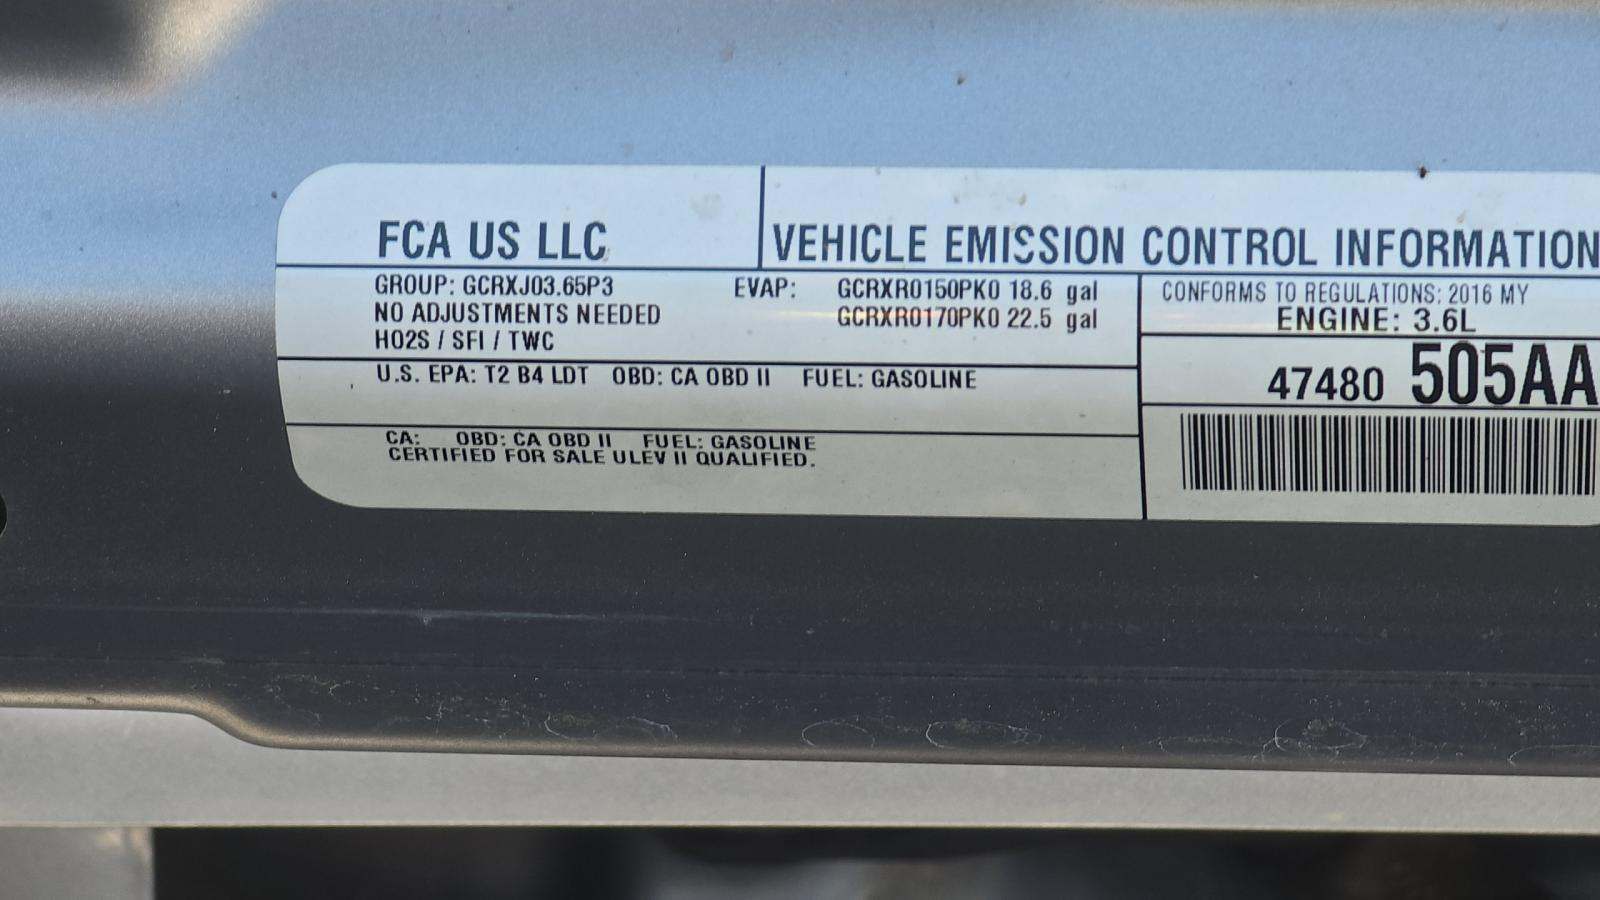 FCA US LLC
VEHICLE EMISSION CONTROL INFORMATION
GROUP: GCRXJ03.65P3
NO ADJUSTMENTS NEEDED
HO2S / SFI / TWC
EVAP: GCRXR0150PK0 18.6 gal
GCRXR0170PK0 22.5 gal
CONFORMS TO REGULATIONS: 2016 MY
ENGINE: 3.6L
U.S. EPA: T2 B4 LDT OBD: CA OBD II FUEL: GASOLINE
47480 505AA
CA: OBD: CA OBD II FUEL: GASOLINE
CERTIFIED FOR SALE ULEV II QUALIFIED.